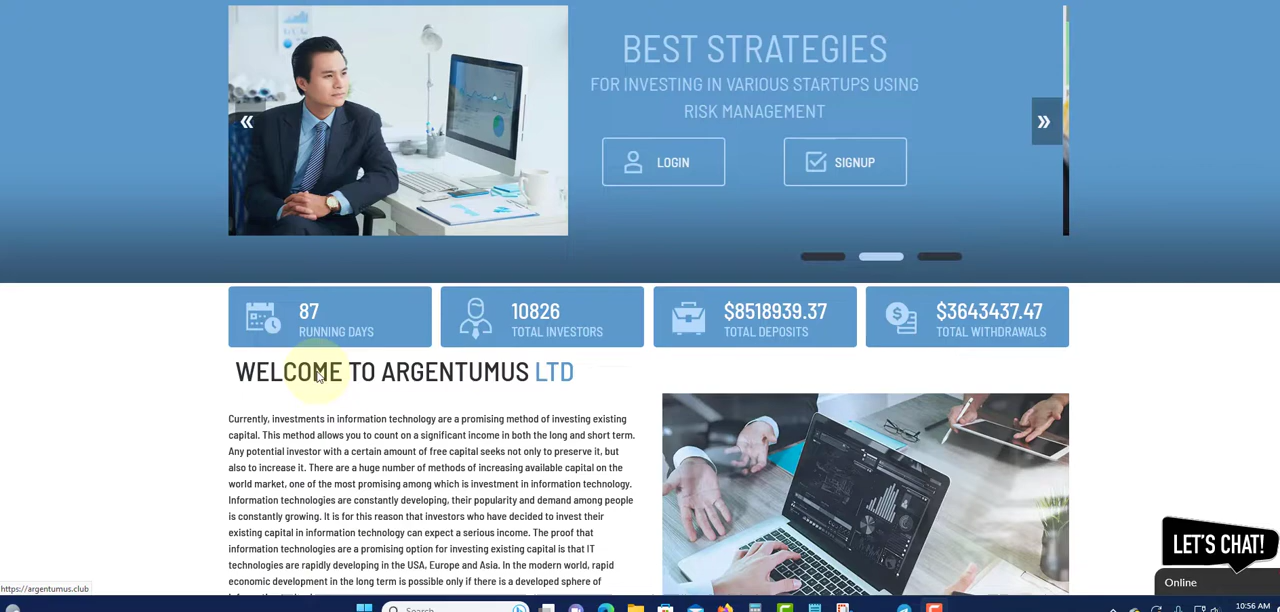 BEST STRATEGIES
FOR INVESTING IN VARIOUS STARTUPS USING
RISK MANAGEMENT
«
»
LOGIN
SIGNUP
87
RUNNING DAYS
10826
TOTAL INVESTORS
$8518939.37
TOTAL DEPOSITS
$3643437.47
TOTAL WITHDRAWALS
WELCOME TO ARGENTUMUS LTD
Currently, investments in information technology are a promising method of investing existing
capital. This method allows you to count on a significant income in both the long and short term.
Any potential investor with a certain amount of free capital seeks not only to preserve it, but
also to increase it. There are a huge number of methods of increasing available capital on the
world market, one of the most promising among which is investment in information technology.
Information technologies are constantly developing, their popularity and demand among people
is constantly growing. It is for this reason that investors who have decided to invest their
existing capital in information technology can expect a serious income. The proof that
information technologies are a promising option for investing existing capital is that IT
technologies are rapidly developing in the USA, Europe and Asia. In the modern world, rapid
economic development in the long term is possible only if there is a developed sphere of
LET'S CHAT!
Online
https://argentumus.club
Search
10:56 AM